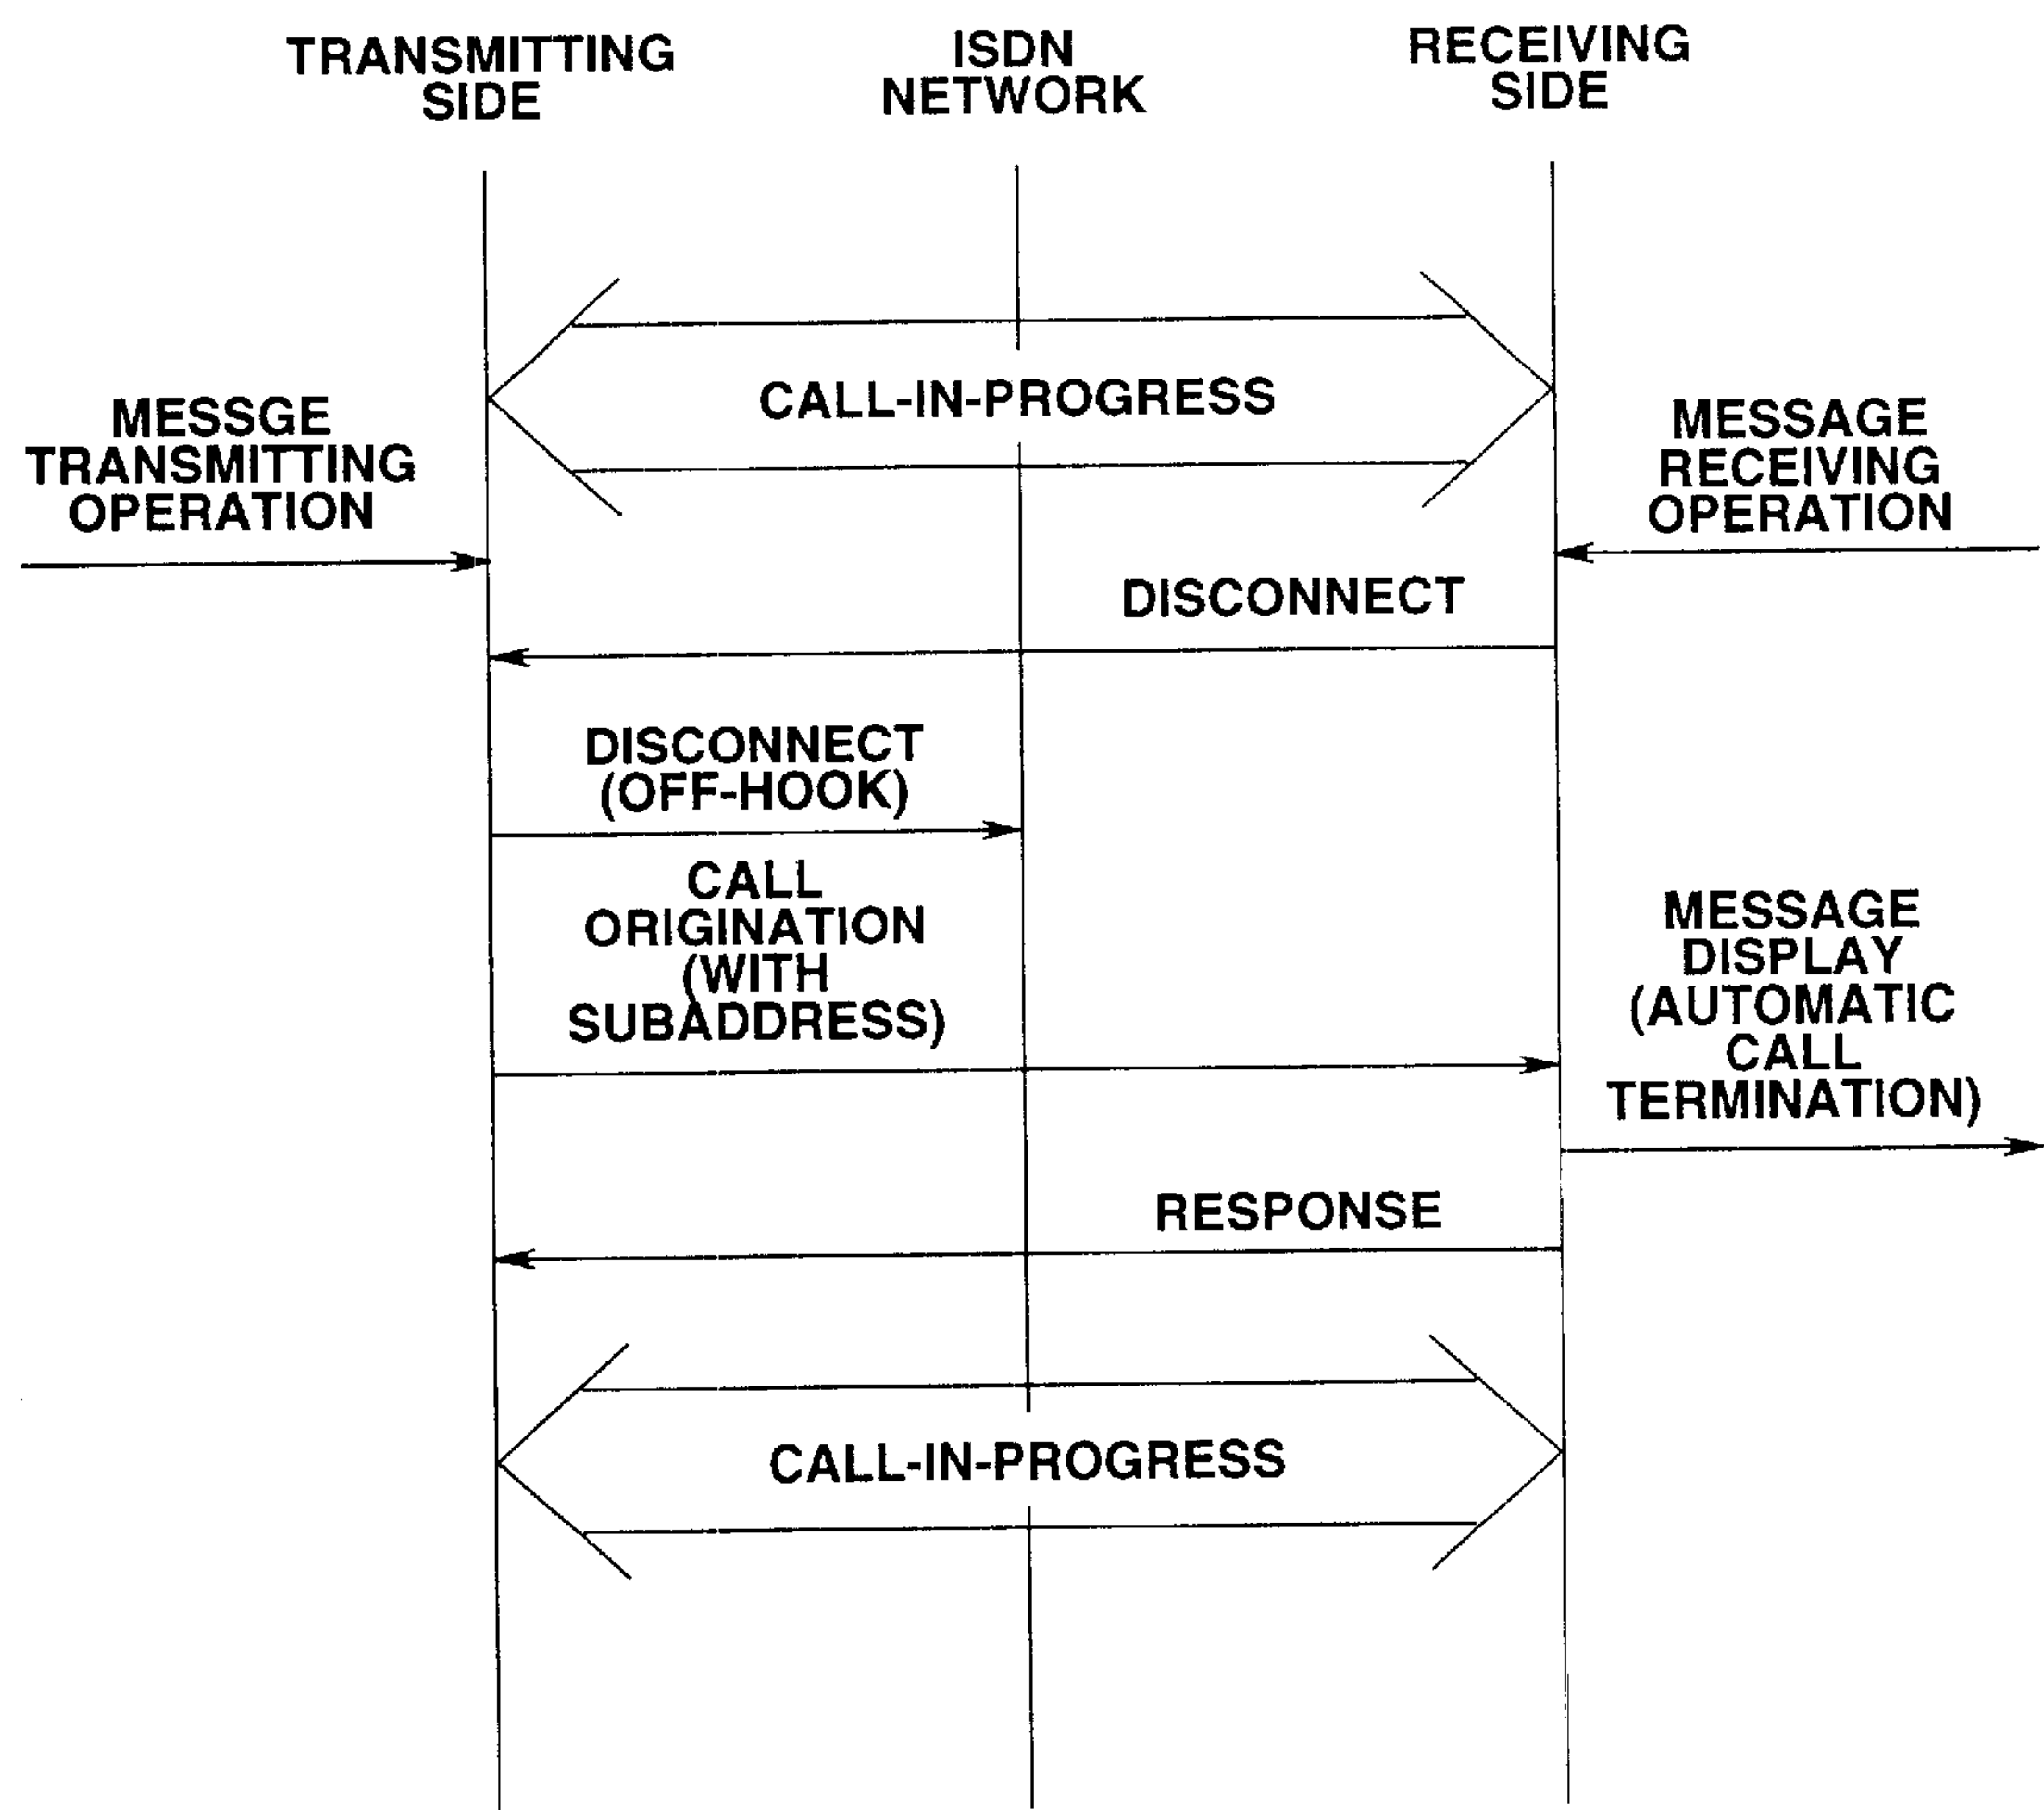 TRANSMITTING
SIDE
ISDN
NETWORK
RECEIVING
SIDE
CALL-IN-PROGRESS
MESSGE
TRANSMITTING
OPERATION
MESSAGE
RECEIVING
OPERATION
DISCONNECT
DISCONNECT
(OFF-HOOK)
CALL
ORIGINATION
(WITH
SUBADDRESS)
MESSAGE
DISPLAY
(AUTOMATIC
CALL
TERMINATION)
RESPONSE
CALL-IN-PROGRESS